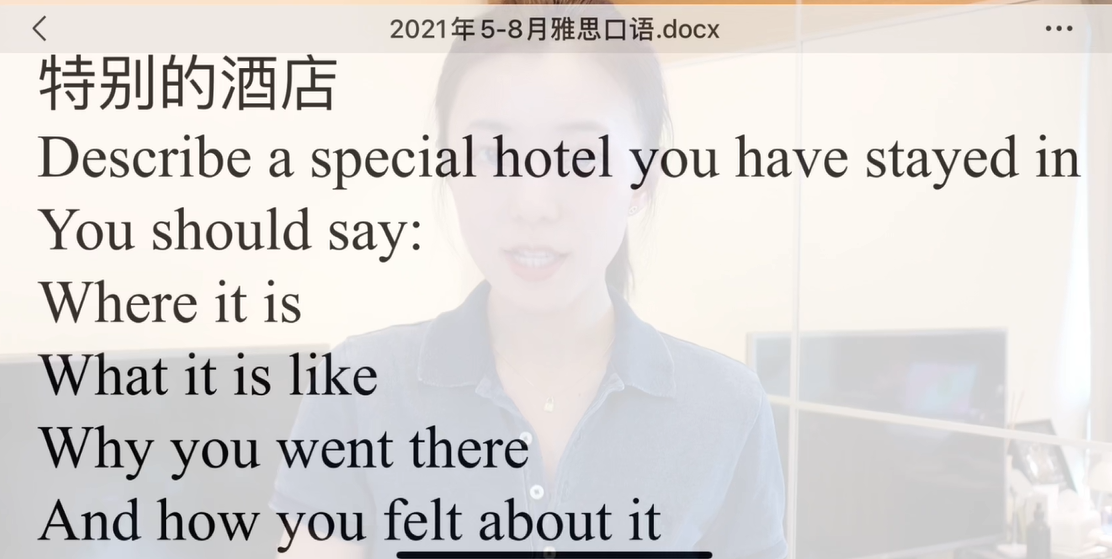 2021年5-8月雅思口语.docx
特别的酒店
Describe a special hotel you have stayed in
You should say:
Where it is
What it is like
Why you went there
And how you felt about it